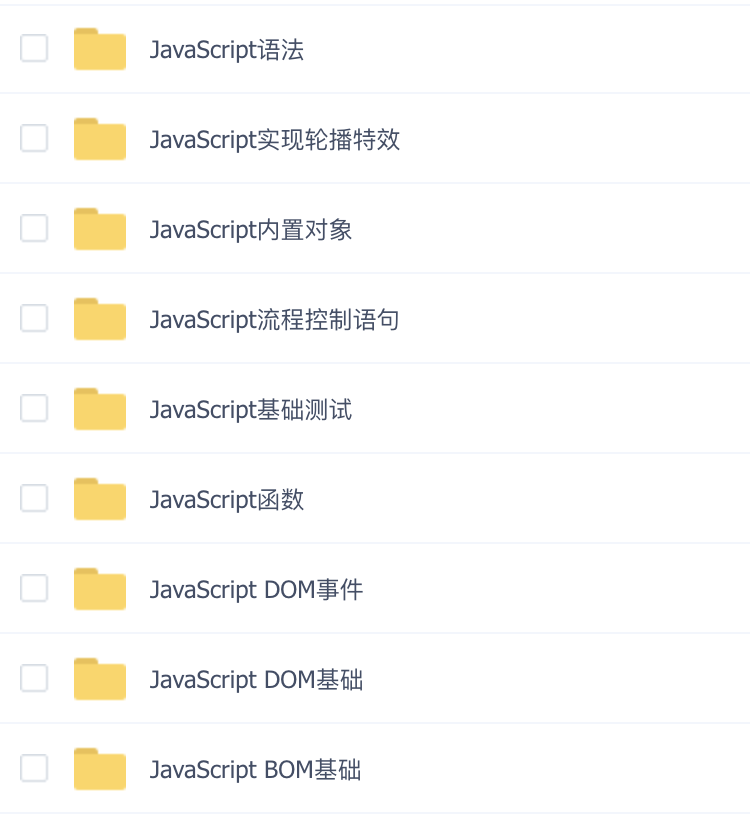 JavaScript语法
JavaScript实现轮播特效
JavaScript内置对象
JavaScript流程控制语句
JavaScript基础测试
JavaScript函数
JavaScript DOM事件
JavaScript DOM基础
JavaScript BOM基础